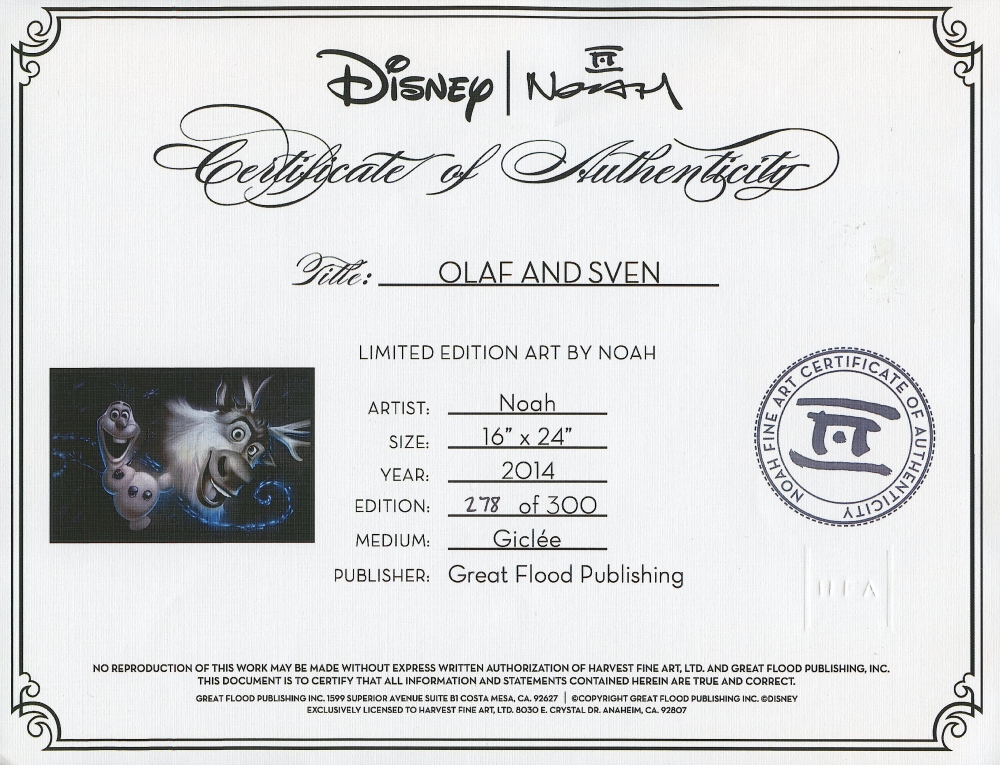 Disney | Noah
Certificate of Authenticity
Title: OLAF AND SVEN
LIMITED EDITION ART BY NOAH
ARTIST: Noah
SIZE: 16” x 24”
YEAR: 2014
EDITION: 278 of 300
MEDIUM: Giclée
PUBLISHER: Great Flood Publishing
NOAH FINE ART CERTIFICATE OF AUTHENTICITY
HFA
NO REPRODUCTION OF THIS WORK MAY BE MADE WITHOUT EXPRESS WRITTEN AUTHORIZATION OF HARVEST FINE ART, LTD. AND GREAT FLOOD PUBLISHING, INC.
THIS DOCUMENT IS TO CERTIFY THAT ALL INFORMATION AND STATEMENTS CONTAINED HEREIN ARE TRUE AND CORRECT.
GREAT FLOOD PUBLISHING INC. 1599 SUPERIOR AVENUE SUITE B1 COSTA MESA, CA. 92627 | ©COPYRIGHT GREAT FLOOD PUBLISHING INC. ©DISNEY
EXCLUSIVELY LICENSED TO HARVEST FINE ART, LTD. 8030 E. CRYSTAL DR. ANAHEIM, CA. 92807